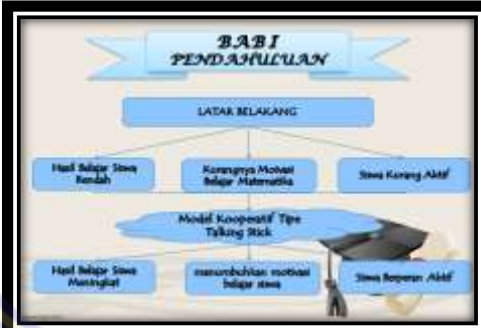 BAB I
PENDAHULUAN
LATAR BELAKANG
Hasil Belajar Siswa
Rendah
Kurangnya Motivasi
Belajar Matematika
Siswa Kurang Aktif
Model Kooperatif Tipe
Talking Stick
Hasil Belajar Siswa
Meningkat
menumbuhkan motivasi
belajar siswa
Siswa Berperan Aktif